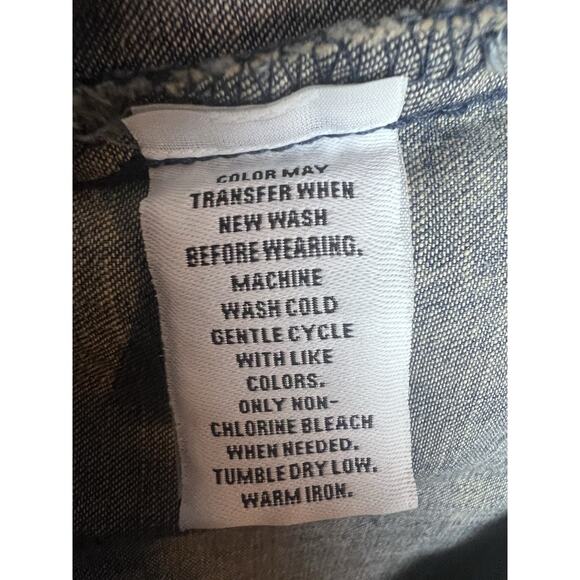 COLOR MAY
TRANSFER WHEN
NEW WASH
BEFORE WEARING.
MACHINE
WASH COLD
GENTLE CYCLE
WITH LIKE
COLORS.
ONLY NON-
CHLORINE BLEACH
WHEN NEEDED.
TUMBLE DRY LOW.
WARM IRON.